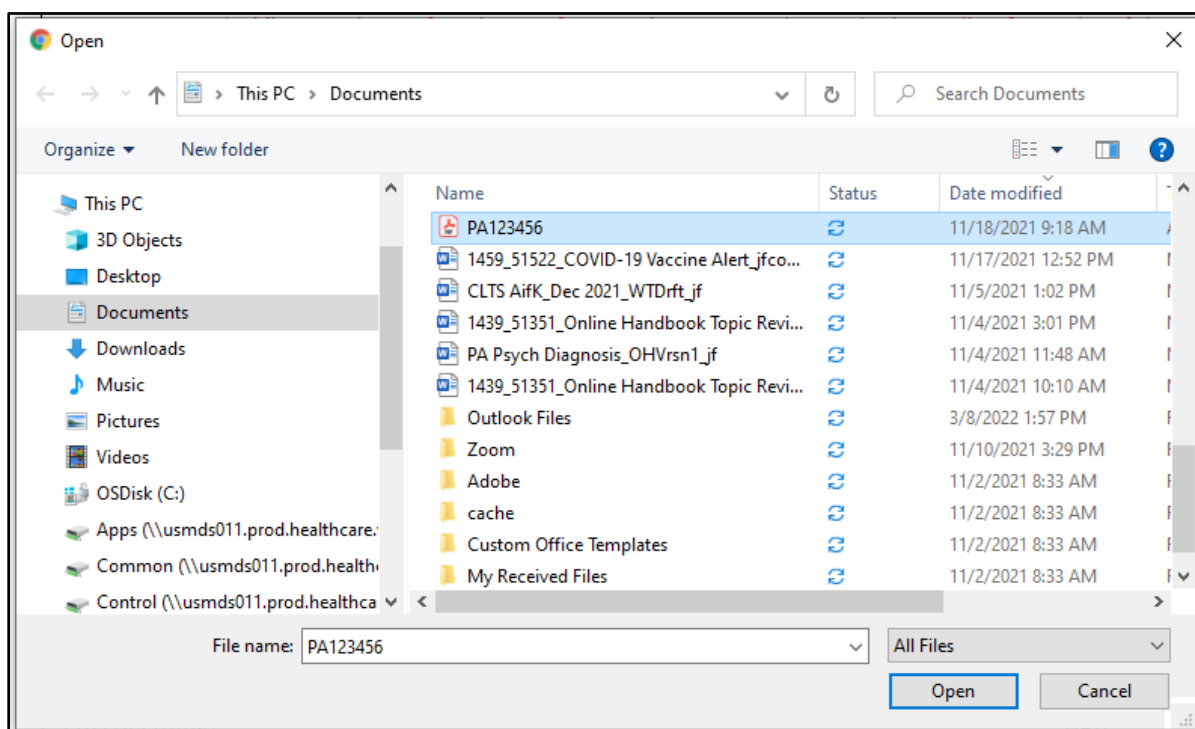 Open
This PC > Documents
Search Documents
Organize
New folder
Name Status Date modified
This PC
3D Objects
Desktop
Documents
Downloads
Music
Pictures
Videos
OSDisk (C:)
Apps (\\usmds011.prod.healthcare.
Common (\\usmds011.prod.health
Control (\\usmds011.prod.healthca
PA123456 11/18/2021 9:18 AM
1459_51522_COVID-19 Vaccine Alert_jfco... 11/17/2021 12:52 PM
CLTS AifK_Dec 2021_WTDrft_jf 11/5/2021 1:02 PM
1439_51351_Online Handbook Topic Revi... 11/4/2021 3:01 PM
PA Psych Diagnosis_OHVrsn1_jf 11/4/2021 11:48 AM
1439_51351_Online Handbook Topic Revi... 11/4/2021 10:10 AM
Outlook Files 3/8/2022 1:57 PM
Zoom 11/10/2021 3:29 PM
Adobe 11/2/2021 8:33 AM
cache 11/2/2021 8:33 AM
Custom Office Templates 11/2/2021 8:33 AM
My Received Files 11/2/2021 8:33 AM
File name: PA123456
All Files
Open
Cancel